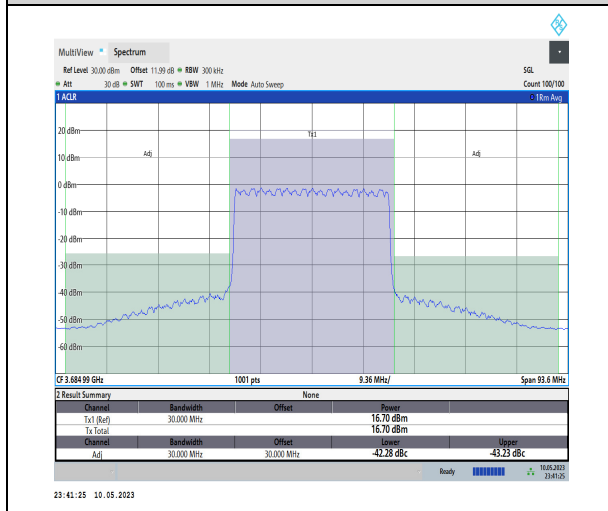 MultiView Spectrum
Ref Level 30.00 dBm Offset 11.99 dB RBW 300 kHz SGL
Att 30 dB SWT 100 ms VBW 1 MHz Mode Auto Sweep Count 100/100
1 ACLR 1Rm Avg
Tx1
20 dBm
Adj Adj
10 dBm
0 dBm
-10 dBm
-20 dBm
-30 dBm
-40 dBm
-50 dBm
-60 dBm
CF 3.684 99 GHz 1001 pts 9.36 MHz/ Span 93.6 MHz
2 Result Summary None
Channel Bandwidth Offset Power
Tx1 (Ref) 30.000 MHz 16.70 dBm
Tx Total 16.70 dBm
Channel Bandwidth Offset Lower Upper
Adj 30.000 MHz 30.000 MHz -42.28 dBc -43.23 dBc
Ready 10.05.2023
23:41:25
23:41:25 10.05.2023